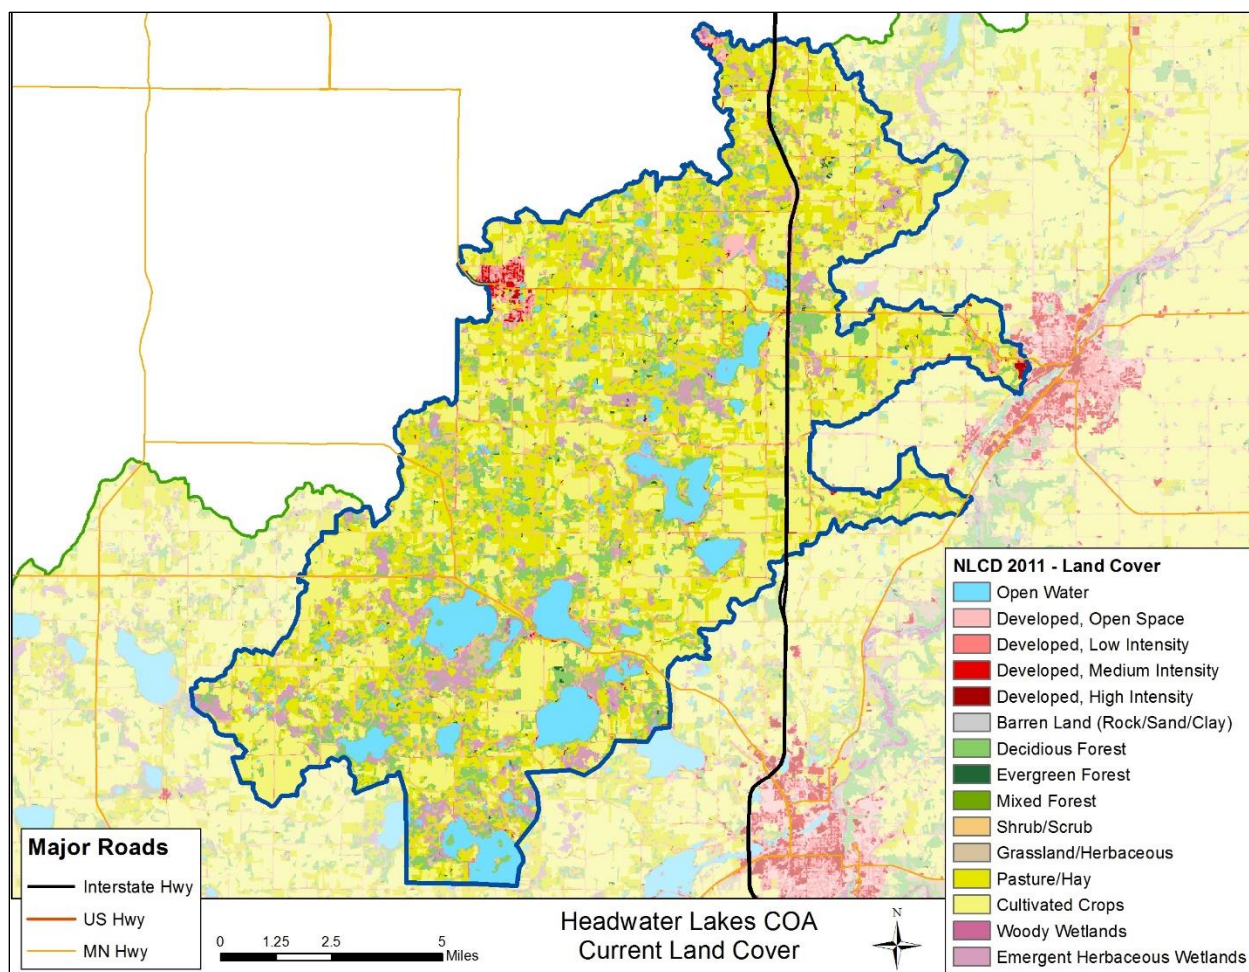 NLCD 2011 - Land Cover
Open Water
Developed, Open Space
Developed, Low Intensity
Developed, Medium Intensity
Developed, High Intensity
Barren Land (Rock/Sand/Clay)
Decidious Forest
Evergreen Forest
Mixed Forest
Shrub/Scrub
Grassland/Herbaceous
Pasture/Hay
Cultivated Crops
Woody Wetlands
Emergent Herbaceous Wetlands
Major Roads
Interstate Hwy
US Hwy
MN Hwy
0 1.25 2.5 5
Miles
Headwater Lakes COA
Current Land Cover
N